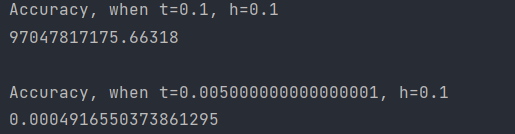 Accuracy, when t=0.1, h=0.1
97047817175.66318
Accuracy, when t=0.005000000000000001, h=0.1
0.0004916550373861295